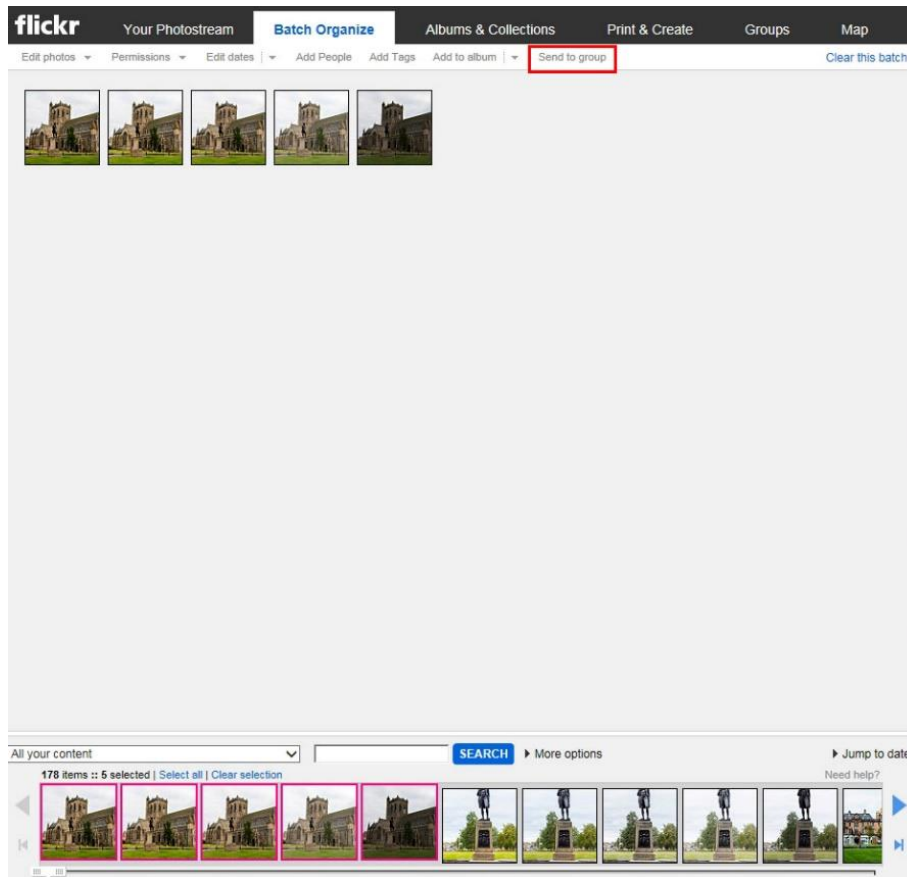 flickr Your Photostream Batch Organize Albums & Collections Print & Create Groups Map
Edit photos Permissions Edit dates Add People Add Tags Add to album Send to group Clear this batch
All your content SEARCH More options Jump to date
178 items :: 5 selected | Select all | Clear selection Need help?